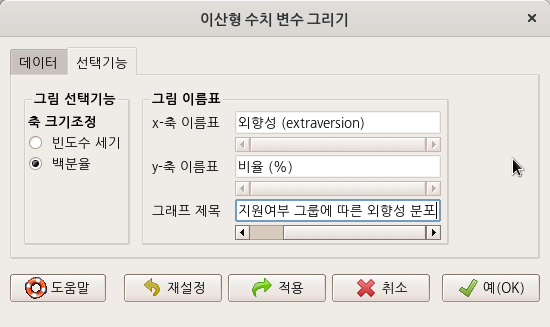 이산형 수치 변수 그리기
데이터 선택기능
그림 선택기능
축 크기조정
빈도수 세기
백분율
그림 이름표
x-축 이름표 외향성 (extraversion)
y-축 이름표 비율 (%)
그래프 제목 지원여부 그룹에 따른 외향성 분포
도움말 재설정 적용 취소 예(OK)